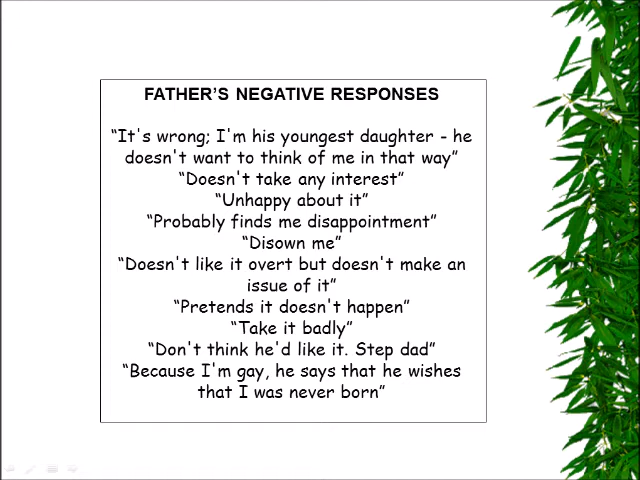 FATHER’S NEGATIVE RESPONSES
“It's wrong; I'm his youngest daughter - he
doesn't want to think of me in that way”
“Doesn't take any interest”
“Unhappy about it”
“Probably finds me disappointment”
“Disown me”
“Doesn't like it overt but doesn't make an
issue of it”
“Pretends it doesn't happen”
“Take it badly”
“Don't think he'd like it. Step dad”
“Because I'm gay, he says that he wishes
that I was never born”